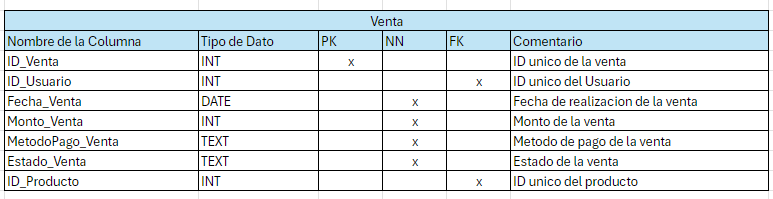 Venta
Nombre de la Columna Tipo de Dato PK NN FK Comentario
ID_Venta INT x ID unico de la venta
ID_Usuario INT x ID unico del Usuario
Fecha_Venta DATE x Fecha de realizacion de la venta
Monto_Venta INT x Monto de la venta
MetodoPago_Venta TEXT x Metodo de pago de la venta
Estado_Venta TEXT x Estado de la venta
ID_Producto INT x ID unico del producto